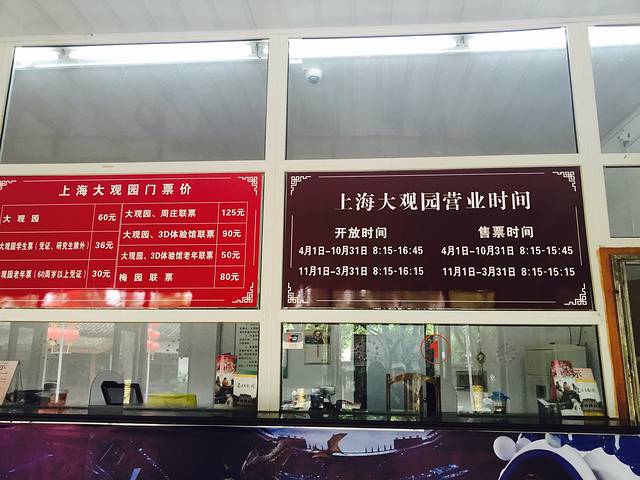 上海大观园门票价
大观园 60元
大观园、周庄联票 125元
大观园学生票（凭证、研究生除外） 36元
大观园、3D体验馆联票 90元
大观园、3D体验馆老年联票 50元
大观园老年票（60周岁以上凭证） 30元
梅园联票 80元
上海大观园营业时间
开放时间
4月1日-10月31日 8:15-16:45
11月1日-3月31日 8:15-16:15
售票时间
4月1日-10月31日 8:15-15:45
11月1日-3月31日 8:15-15:15